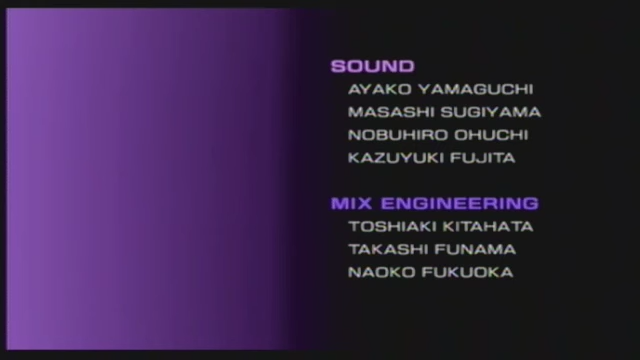 SOUND
AYAKO YAMAGUCHI
MASASHI SUGIYAMA
NOBUHIRO OHUCHI
KAZUYUKI FUJITA
MIX ENGINEERING
TOSHIAKI KITAHATA
TAKASHI FUNAMA
NAOKO FUKUOKA